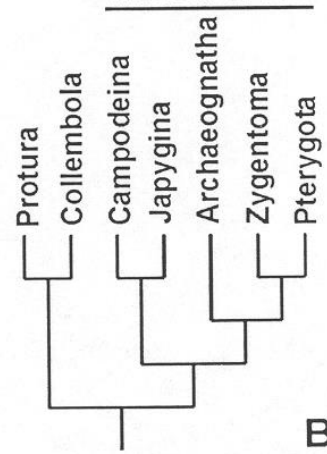 Protura
Collembola
Campodeina
Japygina
Archaeognatha
Zygentoma
Pterygota
B